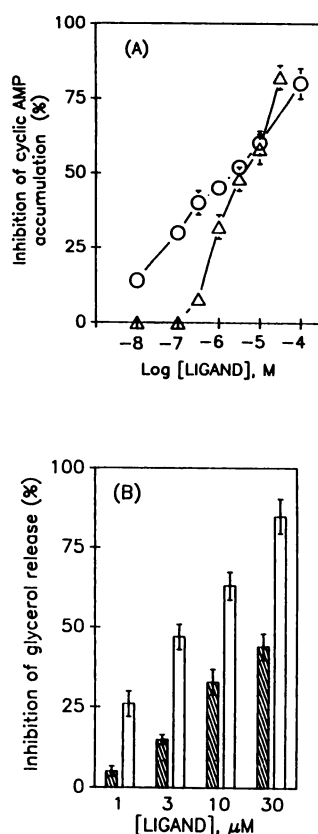 (A)
Inhibition of cyclic AMP
accumulation (%)
100
75
50
25
0
-8 -7 -6 -5 -4
Log [LIGAND], M
(B)
Inhibition of glycerol release (%)
100
75
50
25
0
1 3 10 30
[LIGAND], μM